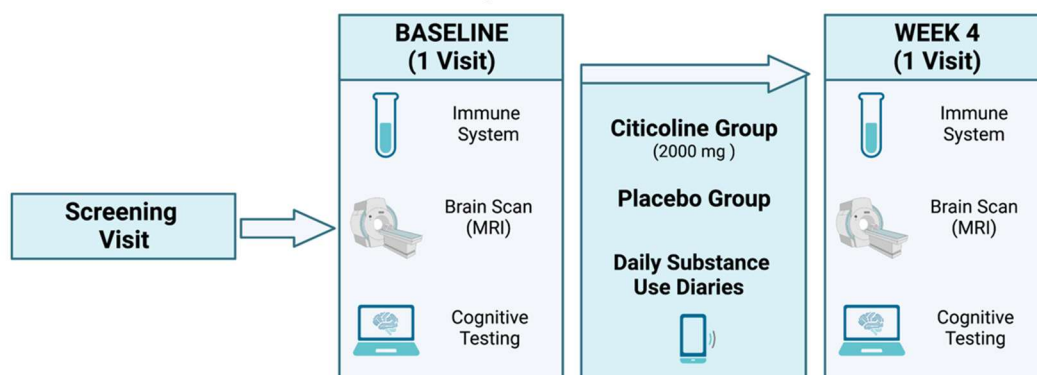 Screening
Visit
BASELINE
(1 Visit)
Immune
System
Brain Scan
(MRI)
Cognitive
Testing
Citicoline Group
(2000 mg )
Placebo Group
Daily Substance
Use Diaries
WEEK 4
(1 Visit)
Immune
System
Brain Scan
(MRI)
Cognitive
Testing